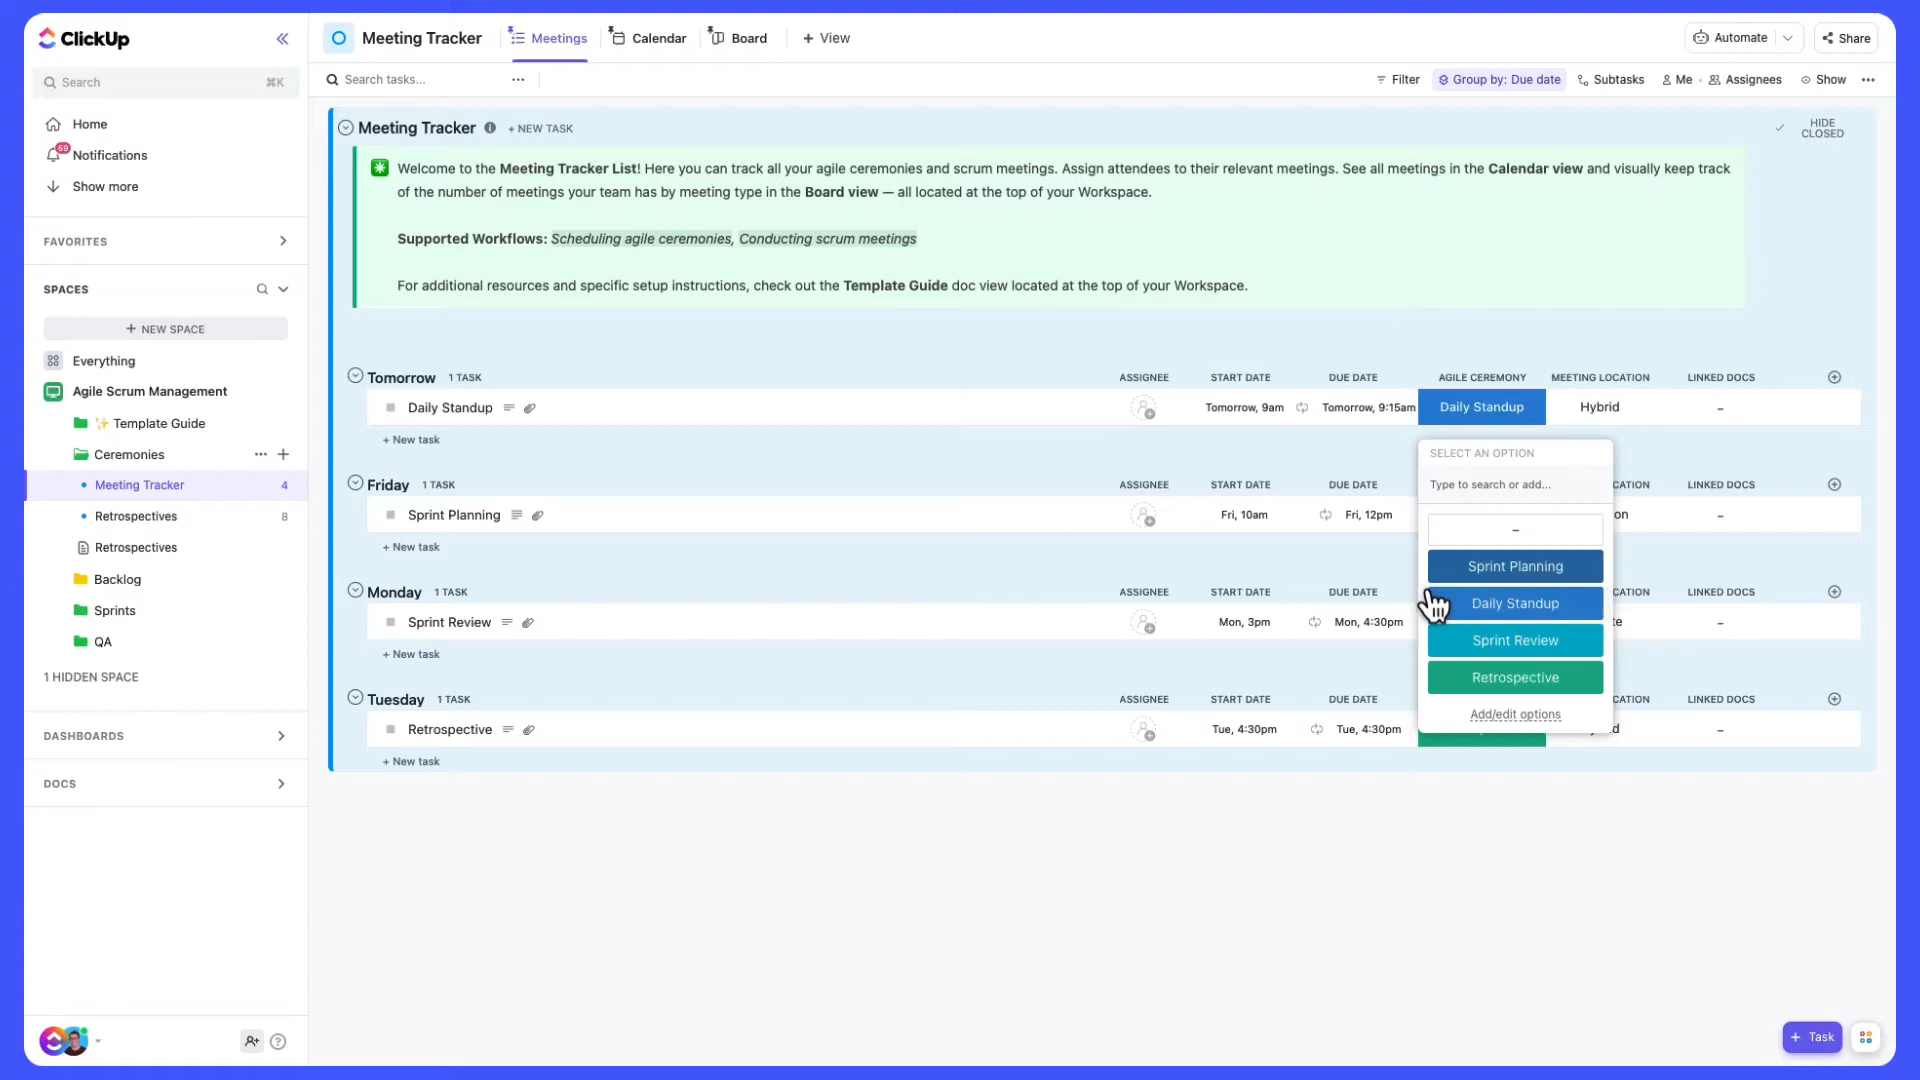 ClickUp
Search ⌘K
Home
59
Notifications
Show more
FAVORITES
SPACES
+ NEW SPACE
Everything
Agile Scrum Management
✨ Template Guide
Ceremonies
Meeting Tracker 4
Retrospectives 8
Retrospectives
Backlog
Sprints
QA
1 HIDDEN SPACE
DASHBOARDS
DOCS
Meeting Tracker
Meetings
Calendar
Board
+ View
Automate
Share
Search tasks...
Filter
Group by: Due date
Subtasks
Me
Assignees
Show
Meeting Tracker + NEW TASK
HIDE
CLOSED
Welcome to the Meeting Tracker List! Here you can track all your agile ceremonies and scrum meetings. Assign attendees to their relevant meetings. See all meetings in the Calendar view and visually keep track
of the number of meetings your team has by meeting type in the Board view — all located at the top of your Workspace.
Supported Workflows: Scheduling agile ceremonies, Conducting scrum meetings
For additional resources and specific setup instructions, check out the Template Guide doc view located at the top of your Workspace.
Tomorrow 1 TASK ASSIGNEE START DATE DUE DATE AGILE CEREMONY MEETING LOCATION LINKED DOCS
Daily Standup Tomorrow, 9am Tomorrow, 9:15am Daily Standup Hybrid –
+ New task
Friday 1 TASK ASSIGNEE START DATE DUE DATE CATION LINKED DOCS
Sprint Planning Fri, 10am Fri, 12pm on –
+ New task
Monday 1 TASK ASSIGNEE START DATE DUE DATE CATION LINKED DOCS
Sprint Review Mon, 3pm Mon, 4:30pm te –
+ New task
Tuesday 1 TASK ASSIGNEE START DATE DUE DATE CATION LINKED DOCS
Retrospective Tue, 4:30pm Tue, 4:30pm d –
+ New task
SELECT AN OPTION
Type to search or add...
–
Sprint Planning
Daily Standup
Sprint Review
Retrospective
Add/edit options
+ Task